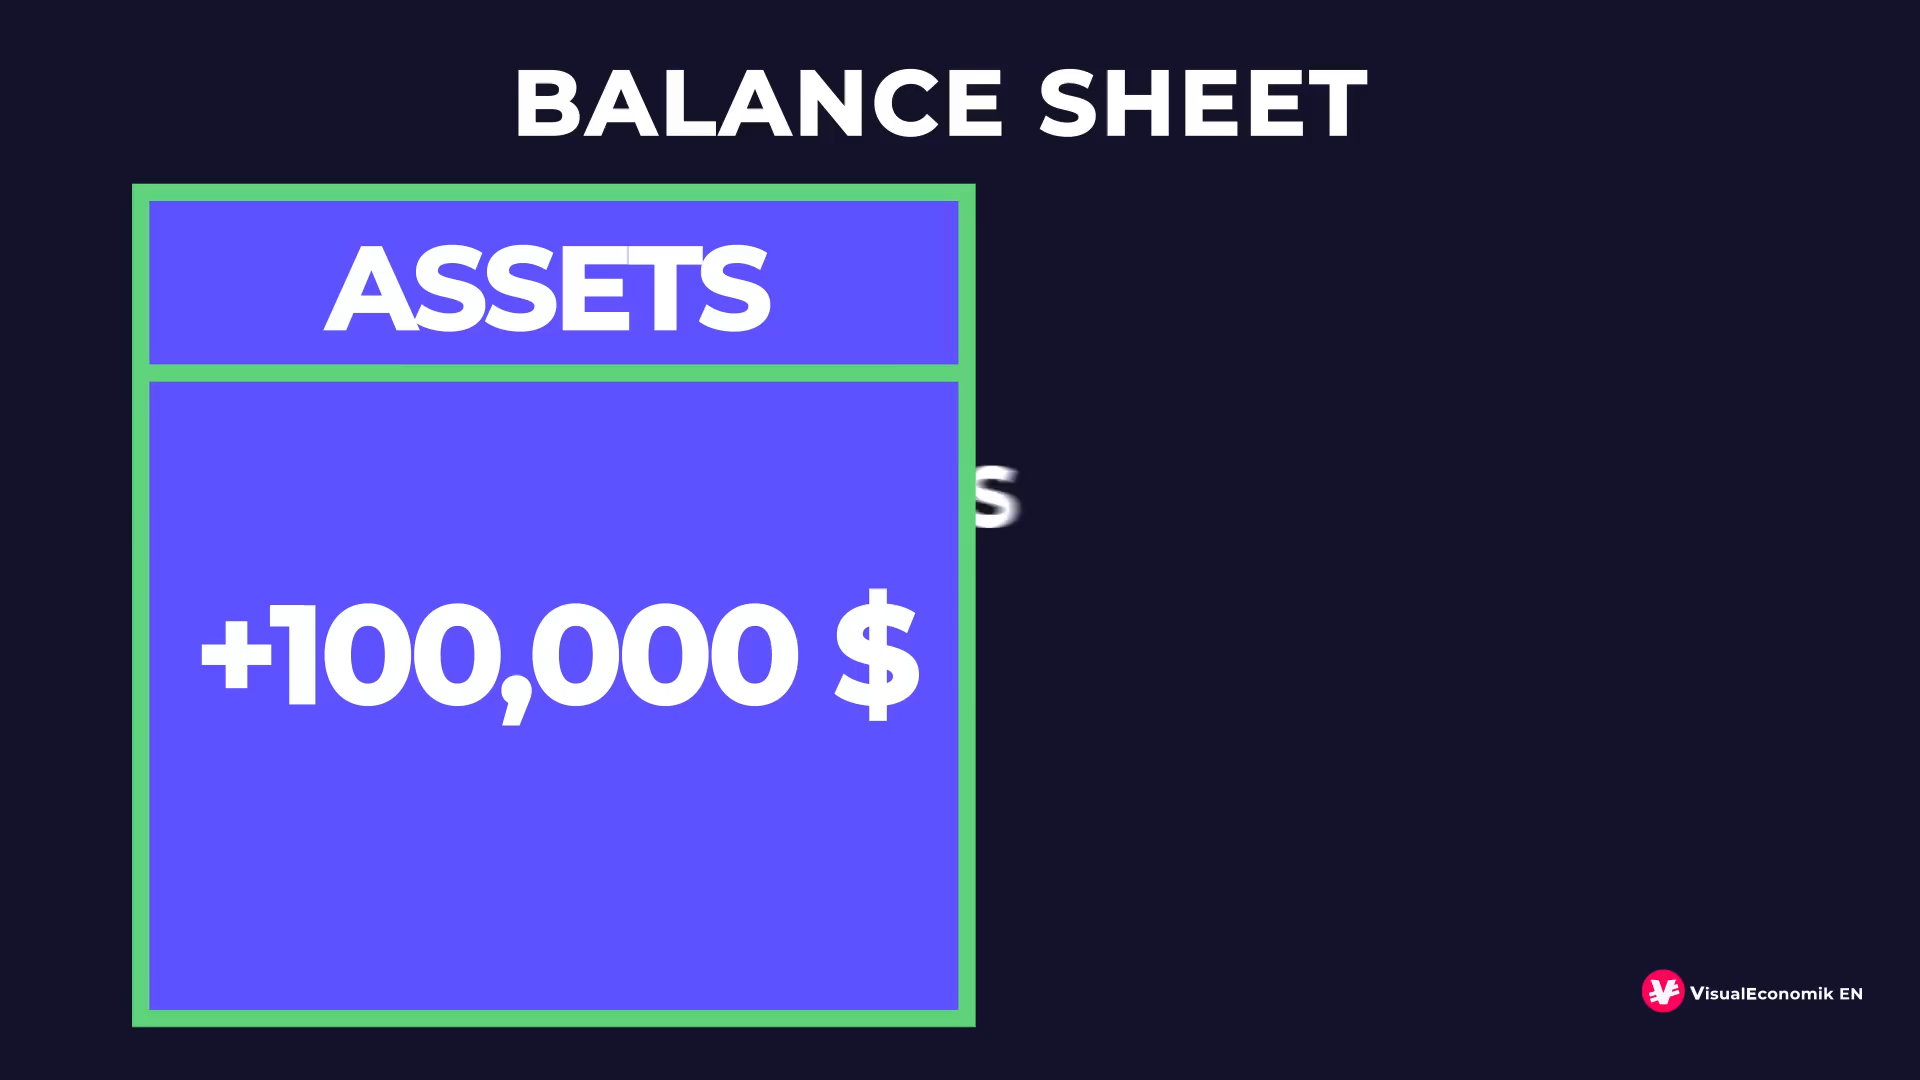 BALANCE SHEET
ASSETS
S
+100,000 $
VisualEconomik EN